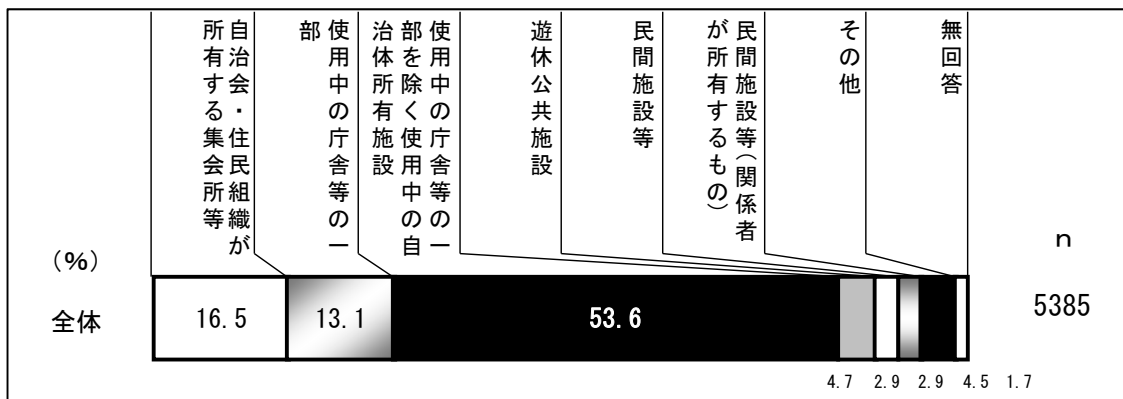 自治会・住民組織が
所有する集会所等
使用中の庁舎等の一
部
使用中の庁舎等の一
部を除く使用中の自
治体所有施設
遊休公共施設
民間施設等
民間施設等(関係者
が所有するもの)
その他
無回答
(%)
n
全体
16.5
13.1
53.6
5385
4.7 2.9 2.9 4.5 1.7